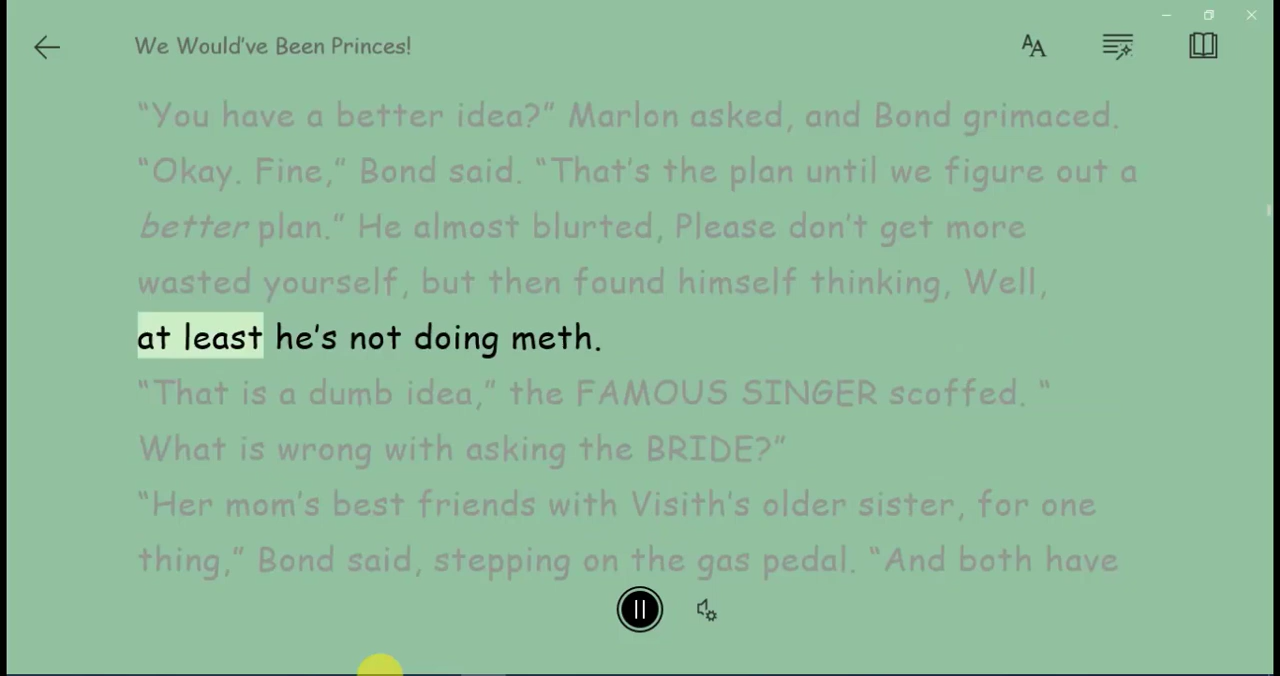 We Would've Been Princes!
AA
“You have a better idea?” Marlon asked, and Bond grimaced.
“Okay. Fine,” Bond said. “That’s the plan until we figure out a
better plan.” He almost blurted, Please don’t get more
wasted yourself, but then found himself thinking, Well,
at least he’s not doing meth.
“That is a dumb idea,” the FAMOUS SINGER scoffed. “
What is wrong with asking the BRIDE?”
“Her mom’s best friends with Visith’s older sister, for one
thing,” Bond said, stepping on the gas pedal. “And both have